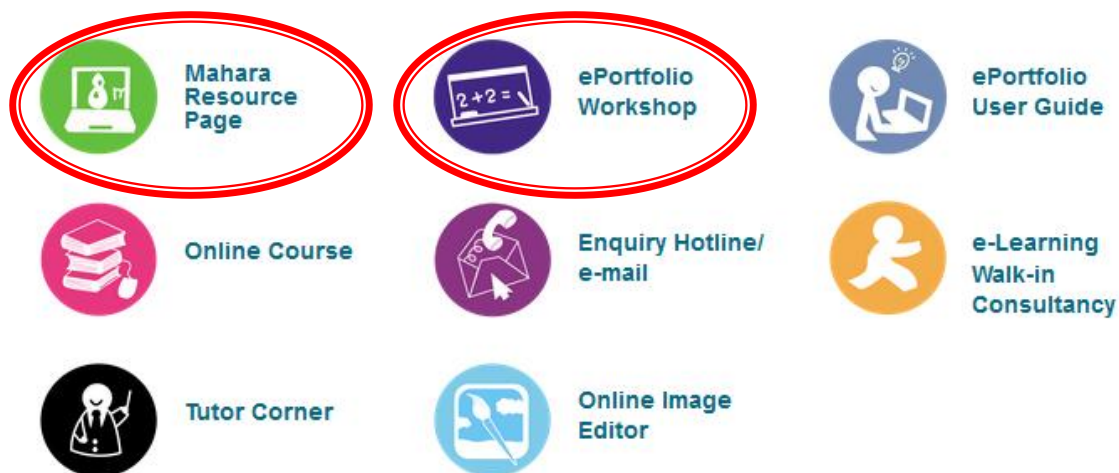 Mahara
Resource
Page
2+2=
ePortfolio
Workshop
ePortfolio
User Guide
Online Course
Enquiry Hotline/
e-mail
e-Learning
Walk-in
Consultancy
Tutor Corner
Online Image
Editor